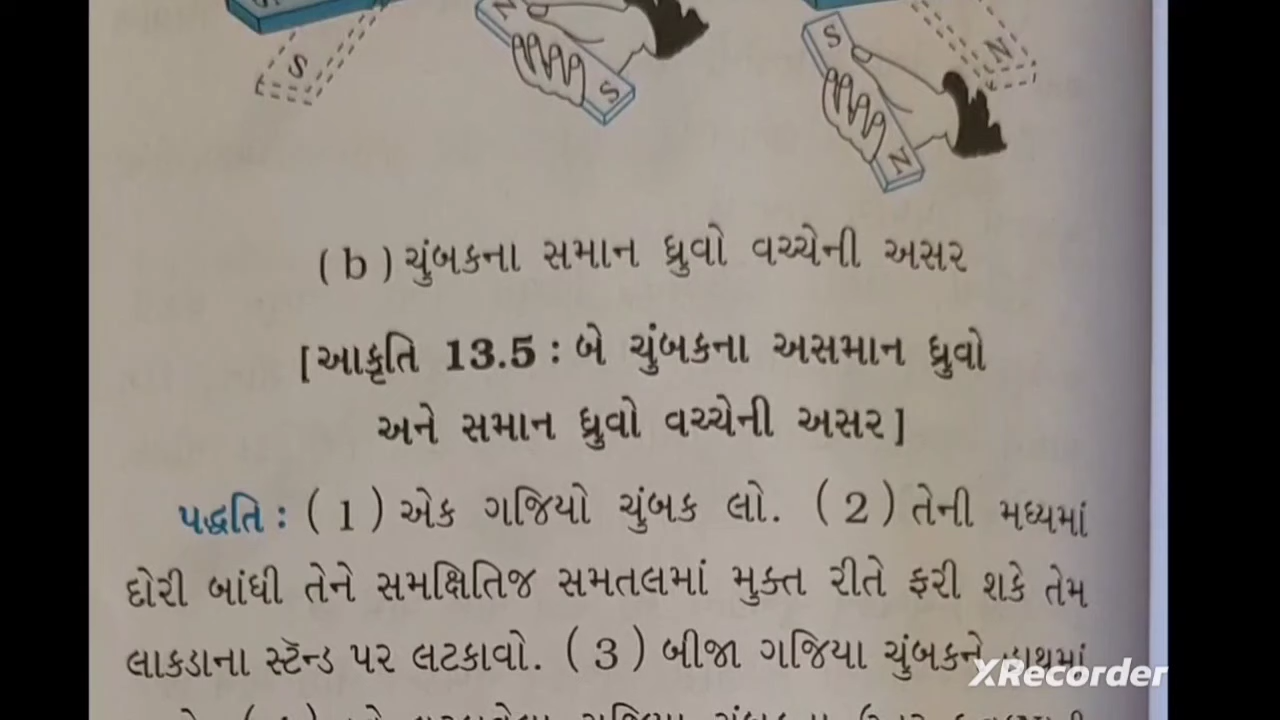 S
N
S
S
N
N
(b) ચુંબકના સમાન ધ્રુવો વચ્ચેની અસર
[આકૃતિ 13.5 : બે ચુંબકના અસમાન ધ્રુવો
અને સમાન ધ્રુવો વચ્ચેની અસર]
પદ્ધતિ : (1) એક ગજિયો ચુંબક લો. (2) તેની મધ્યમાં
દોરી બાંધી તેને સમક્ષિતિજ સમતલમાં મુક્ત રીતે ફરી શકે તેમ
લાકડાના સ્ટૅન્ડ પર લટકાવો. (3) બીજા ગજિયા ચુંબકને હાથમાં
XRecorder